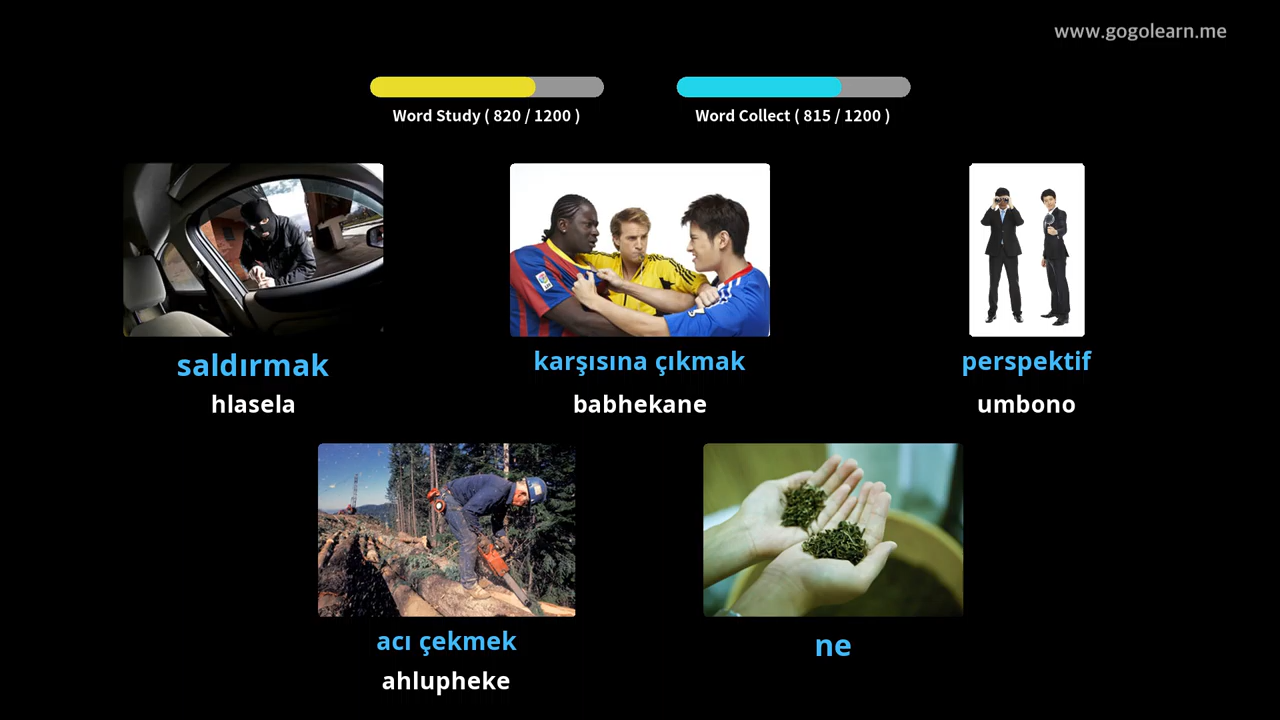 www.gogolearn.me
Word Study ( 820 / 1200 )
Word Collect ( 815 / 1200 )
saldırmak
hlasela
karşısına çıkmak
babhekane
perspektif
umbono
acı çekmek
ahlupheke
ne